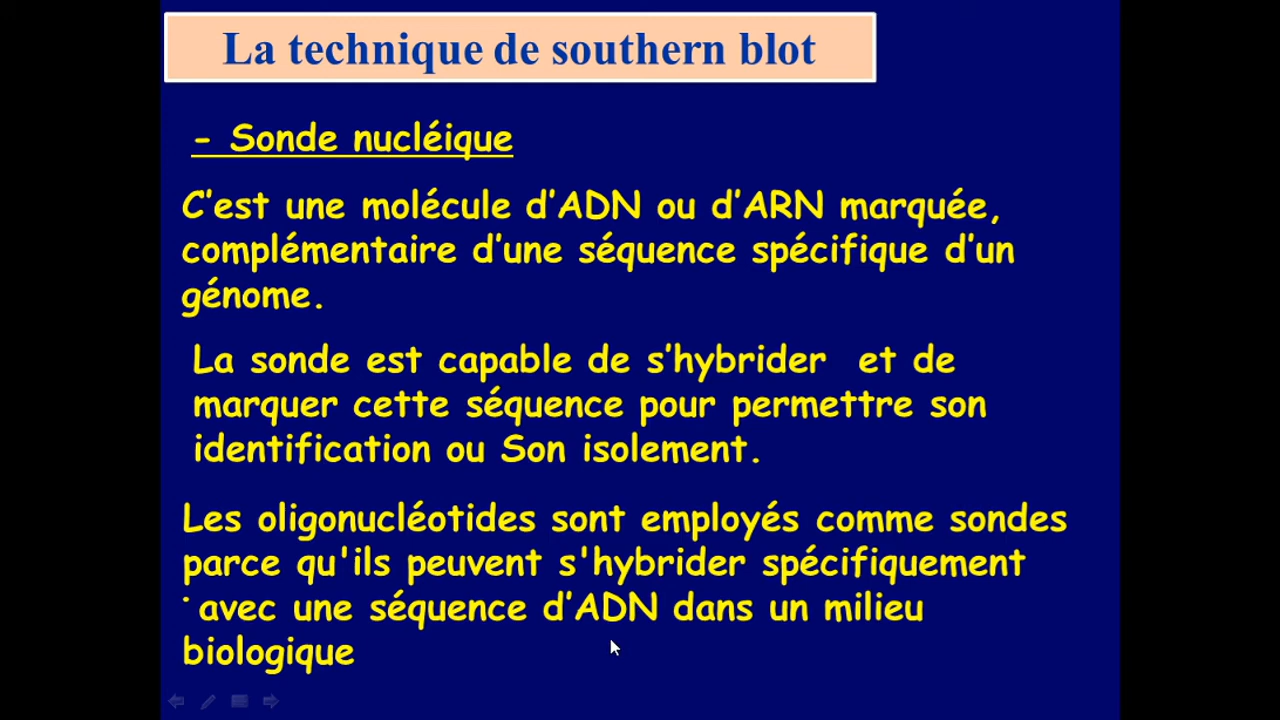 La technique de southern blot
- Sonde nucléique
C’est une molécule d’ADN ou d’ARN marquée,
complémentaire d’une séquence spécifique d’un
génome.
La sonde est capable de s’hybrider et de
marquer cette séquence pour permettre son
identification ou Son isolement.
Les oligonucléotides sont employés comme sondes
parce qu'ils peuvent s'hybrider spécifiquement
avec une séquence d’ADN dans un milieu
biologique